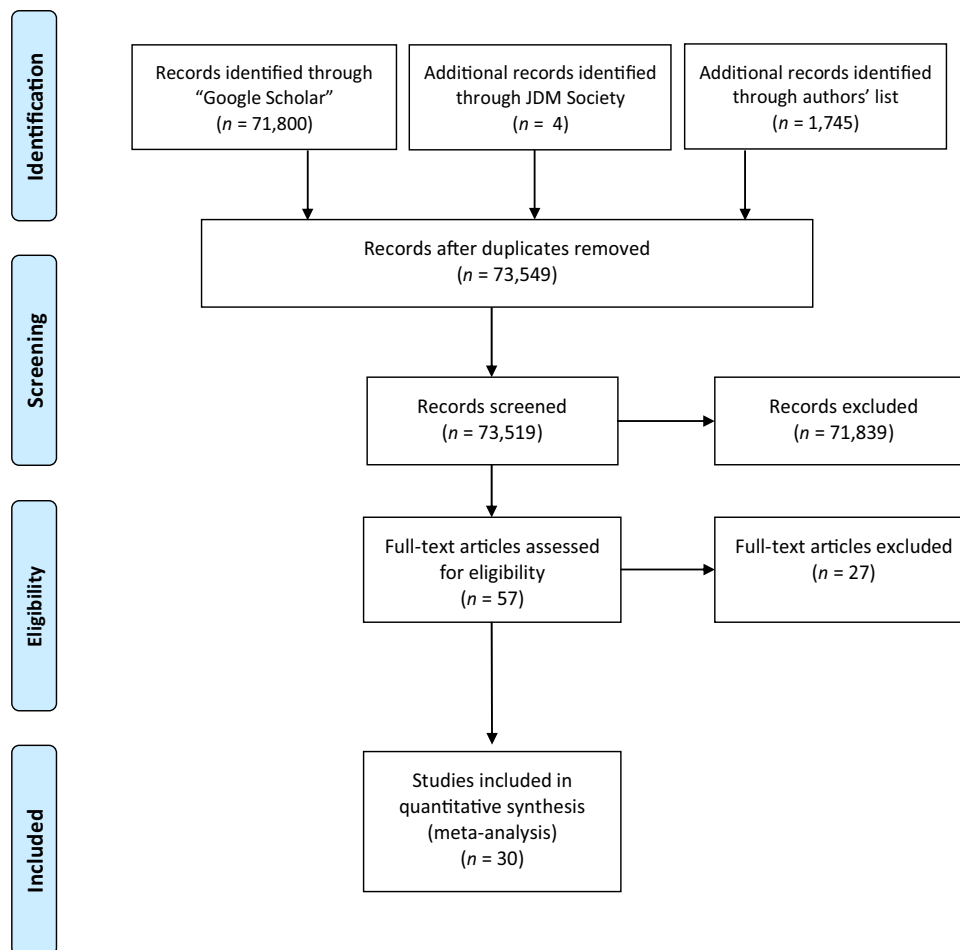 Identification
Records identified through
“Google Scholar”
(n = 71,800)
Additional records identified
through JDM Society
(n = 4)
Additional records identified
through authors’ list
(n = 1,745)
Records after duplicates removed
(n = 73,549)
Screening
Records screened
(n = 73,519)
Records excluded
(n = 71,839)
Eligibility
Full-text articles assessed
for eligibility
(n = 57)
Full-text articles excluded
(n = 27)
Included
Studies included in
quantitative synthesis
(meta-analysis)
(n = 30)